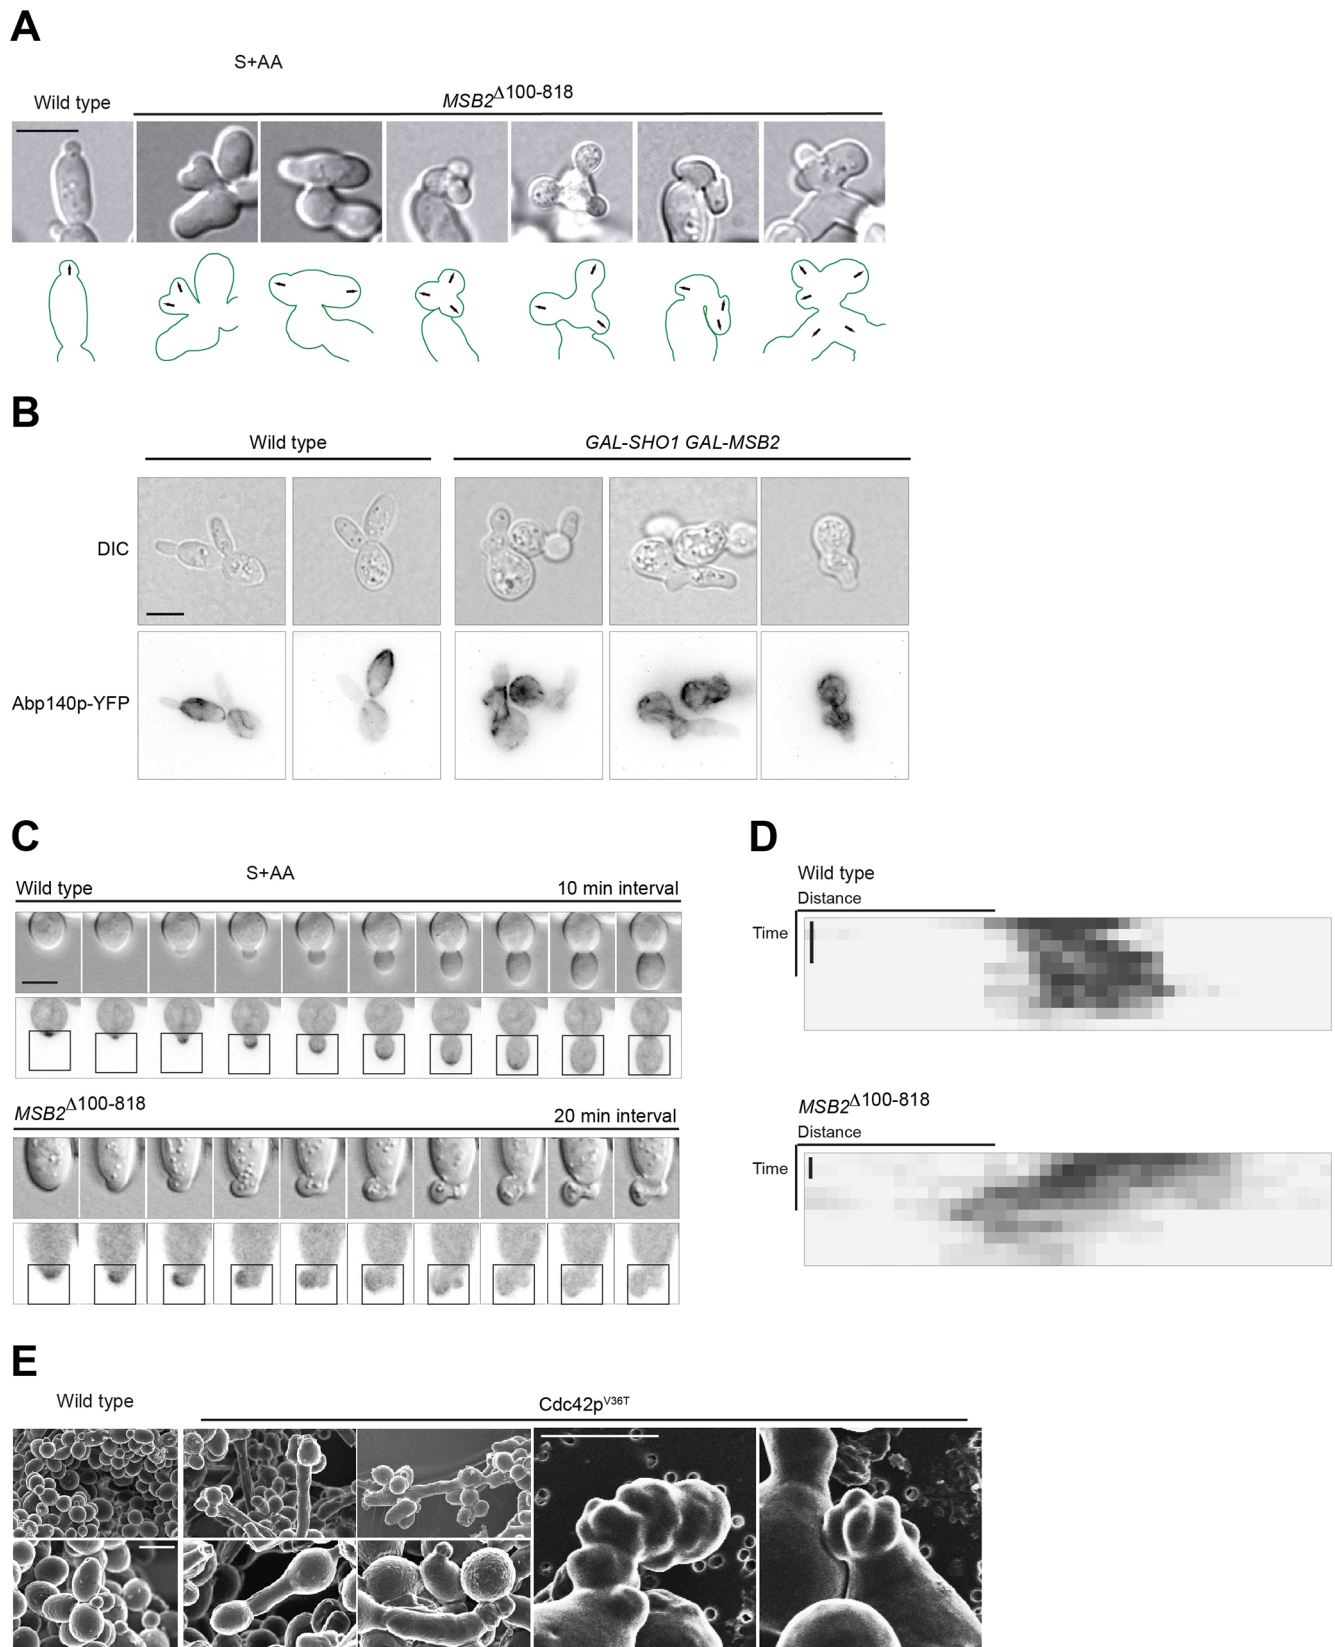 A
S+AA
Wild type
MSB2Δ100-818
B
Wild type
GAL-SHO1 GAL-MSB2
DIC
Abp140p-YFP
C
S+AA
Wild type
10 min interval
MSB2Δ100-818
20 min interval
D
Wild type
Distance
Time
MSB2Δ100-818
Distance
Time
E
Wild type
Cdc42pV36T